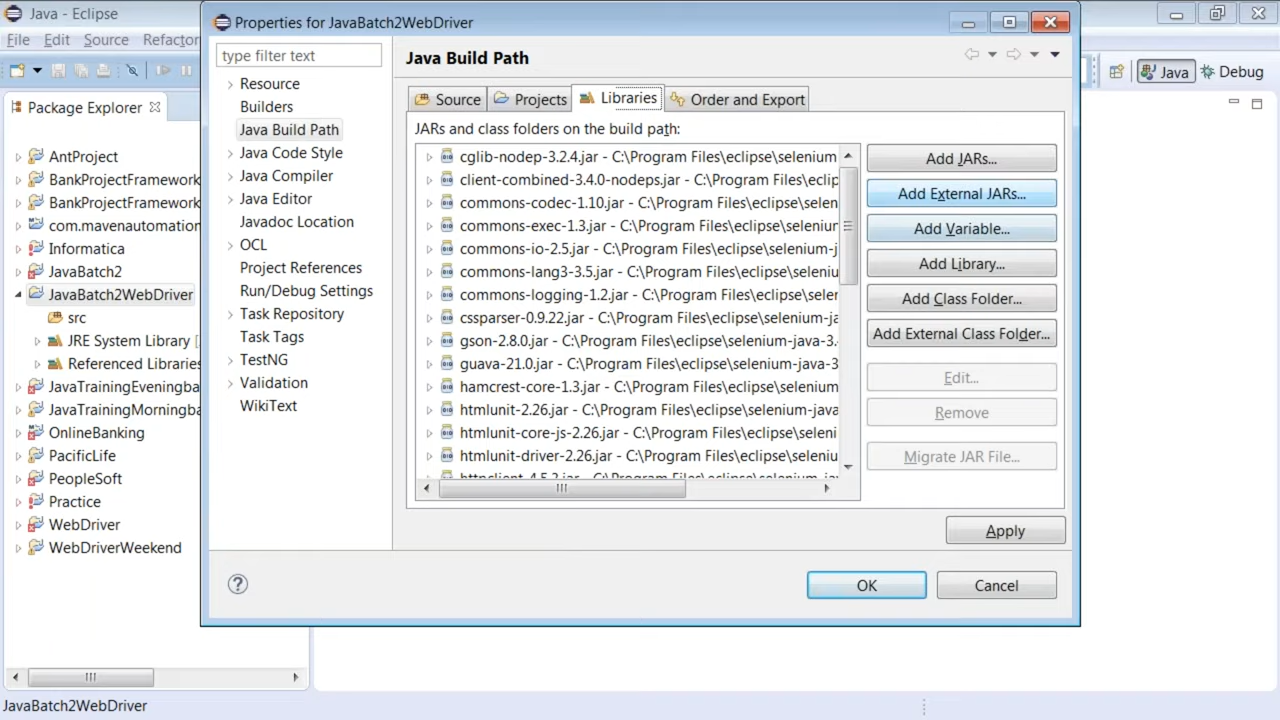 Java - Eclipse
File Edit Source Refactor
Java
Debug
Package Explorer
AntProject
BankProjectFramework
BankProjectFramework
com.mavenautomation
Informatica
JavaBatch2
JavaBatch2WebDriver
src
JRE System Library [
Referenced Libraries
JavaTrainingEveningba
JavaTrainingMorningba
OnlineBanking
PacificLife
PeopleSoft
Practice
WebDriver
WebDriverWeekend
JavaBatch2WebDriver
Properties for JavaBatch2WebDriver
type filter text
Resource
Builders
Java Build Path
Java Code Style
Java Compiler
Java Editor
Javadoc Location
OCL
Project References
Run/Debug Settings
Task Repository
Task Tags
TestNG
Validation
WikiText
Java Build Path
Source
Projects
Libraries
Order and Export
JARs and class folders on the build path:
cglib-nodep-3.2.4.jar - C:\Program Files\eclipse\selenium
client-combined-3.4.0-nodeps.jar - C:\Program Files\eclip
commons-codec-1.10.jar - C:\Program Files\eclipse\selen
commons-exec-1.3.jar - C:\Program Files\eclipse\seleniur
commons-io-2.5.jar - C:\Program Files\eclipse\selenium-j
commons-lang3-3.5.jar - C:\Program Files\eclipse\seleniu
commons-logging-1.2.jar - C:\Program Files\eclipse\seler
cssparser-0.9.22.jar - C:\Program Files\eclipse\selenium-ja
gson-2.8.0.jar - C:\Program Files\eclipse\selenium-java-3.
guava-21.0.jar - C:\Program Files\eclipse\selenium-java-3
hamcrest-core-1.3.jar - C:\Program Files\eclipse\selenium
htmlunit-2.26.jar - C:\Program Files\eclipse\selenium-java
htmlunit-core-js-2.26.jar - C:\Program Files\eclipse\seleni
htmlunit-driver-2.26.jar - C:\Program Files\eclipse\seleniu
httpclient-4.5.3.jar - C:\Program Files\eclipse\selenium-ja
Add JARs...
Add External JARs...
Add Variable...
Add Library...
Add Class Folder...
Add External Class Folder...
Edit...
Remove
Migrate JAR File...
Apply
OK
Cancel